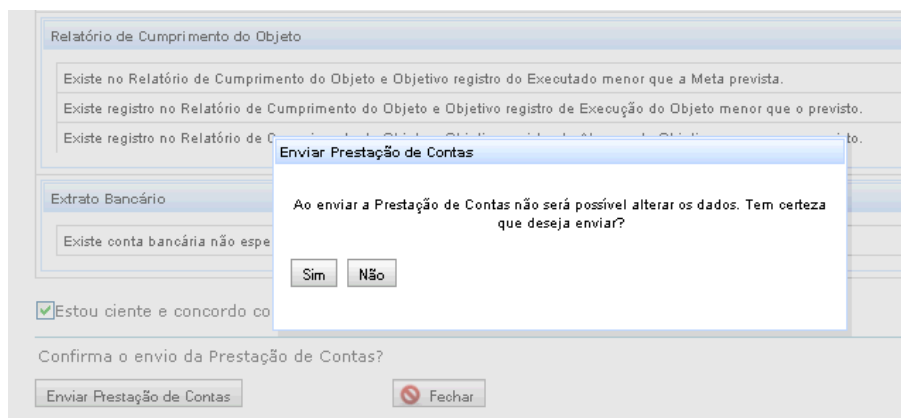 Relatório de Cumprimento do Objeto
Existe no Relatório de Cumprimento do Objeto e Objetivo registro do Executado menor que a Meta prevista.
Existe registro no Relatório de Cumprimento do Objeto e Objetivo registro de Execução do Objeto menor que o previsto.
Existe registro no Relatório de
Enviar Prestação de Contas
Extrato Bancário
Ao enviar a Prestação de Contas não será possível alterar os dados. Tem certeza
que deseja enviar?
Existe conta bancária não espe
Sim Não
Estou ciente e concordo co
Confirma o envio da Prestação de Contas?
Enviar Prestação de Contas Fechar